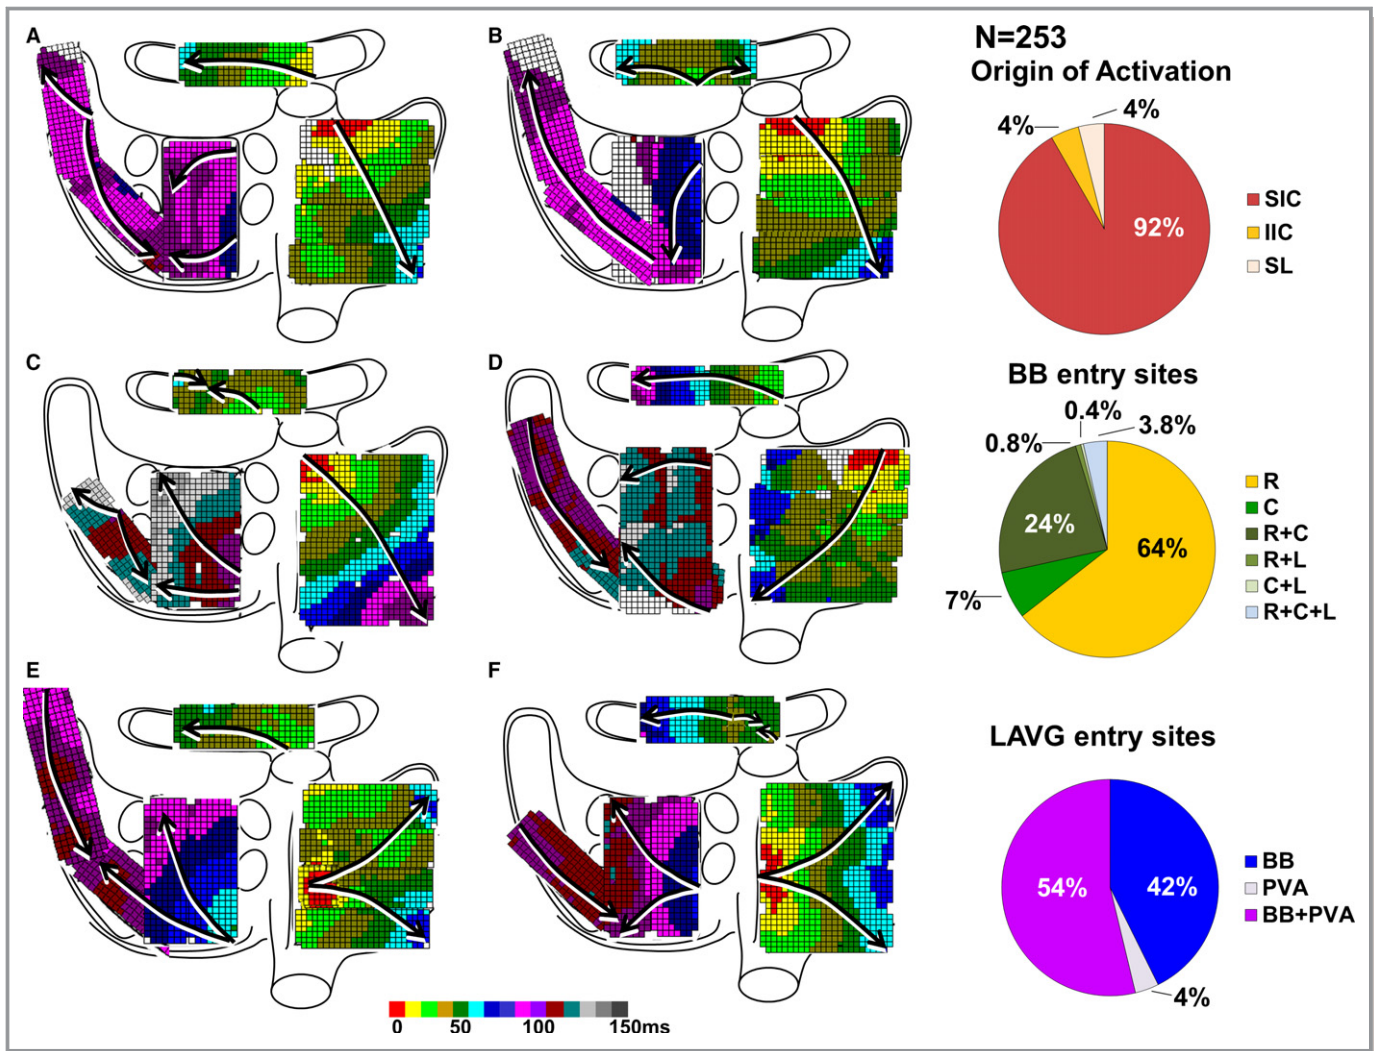 A
B
N=253
Origin of Activation
4%
4%
92%
SIC
IIC
SL
C
D
BB entry sites
0.4%
0.8%
3.8%
24%
64%
7%
R
C
R+C
R+L
C+L
R+C+L
E
F
LAVG entry sites
54%
42%
4%
BB
PVA
BB+PVA
0 50 100 150ms